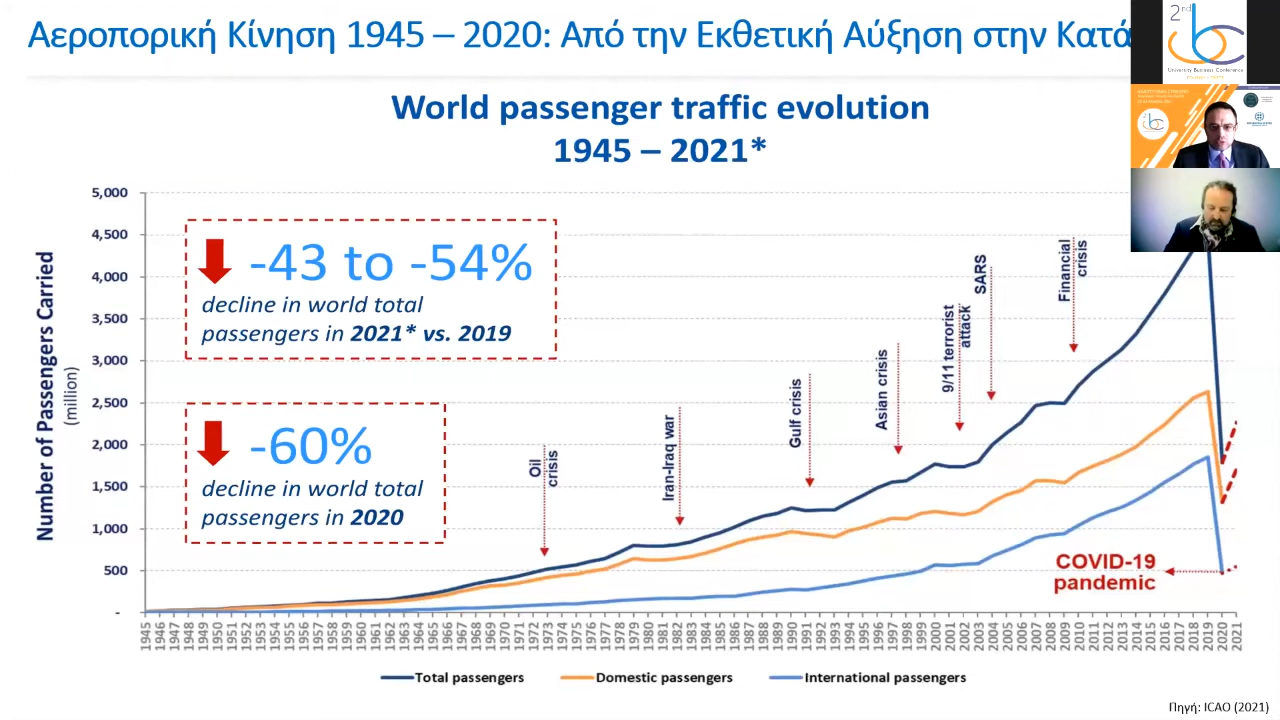 Αεροπορική Κίνηση 1945 – 2020: Από την Εκθετική Αύξηση στην Κατά
2nd
University Business Conference
World passenger traffic evolution
1945 – 2021*
Number of Passengers Carried
(million)
5,000
4,500
4,000
3,500
3,000
2,500
2,000
1,500
1,000
500
-
-43 to -54%
decline in world total
passengers in 2021* vs. 2019
-60%
decline in world total
passengers in 2020
Oil
crisis
Iran-Iraq war
Gulf crisis
Asian crisis
9/11 terrorist
attack
SARS
Financial
crisis
COVID-19
pandemic
1945 1946 1947 1948 1949 1950 1951 1952 1953 1954 1955 1956 1957 1958 1959 1960 1961 1962 1963 1964 1965 1966 1967 1968 1969 1970 1971 1972 1973 1974 1975 1976 1977 1978 1979 1980 1981 1982 1983 1984 1985 1986 1987 1988 1989 1990 1991 1992 1993 1994 1995 1996 1997 1998 1999 2000 2001 2002 2003 2004 2005 2006 2007 2008 2009 2010 2011 2012 2013 2014 2015 2016 2017 2018 2019 2020 2021
Total passengers
Domestic passengers
International passengers
Πηγή: ICAO (2021)